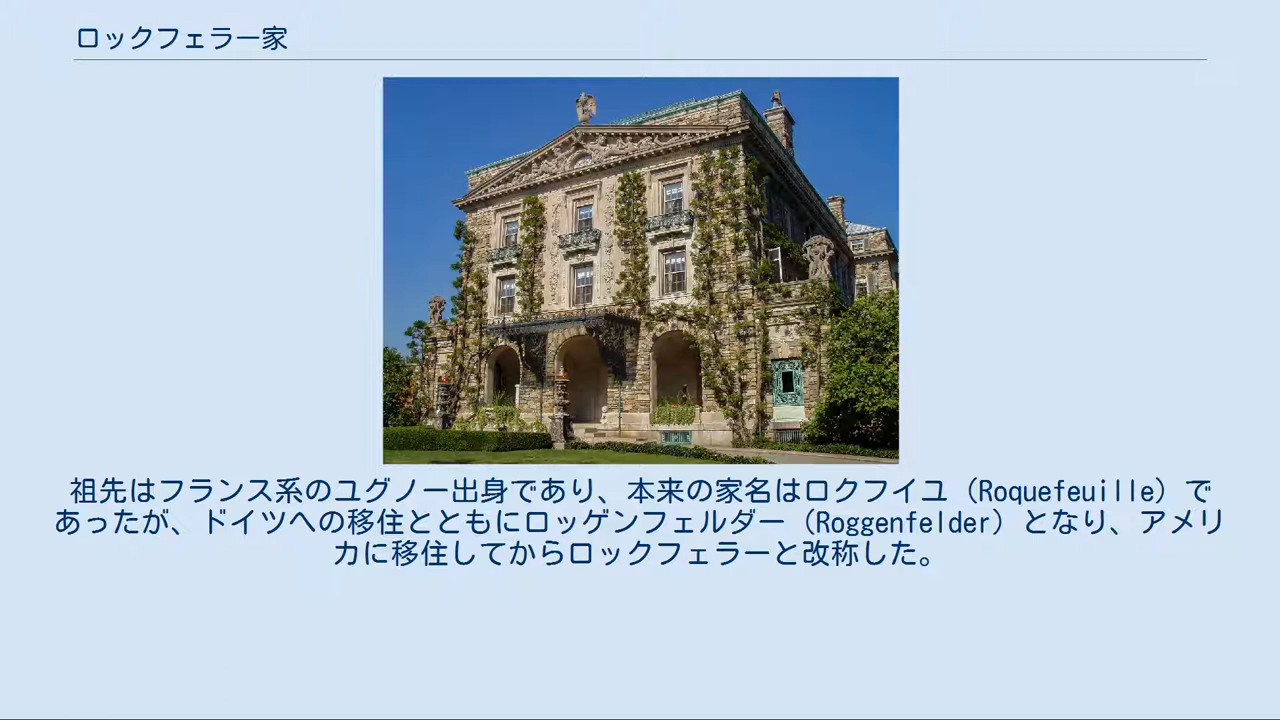 ロックフェラー家
祖先はフランス系のユグノー出身であり、本来の家名はロクフイユ（Roquefeuille）で
あったが、ドイツへの移住とともにロッゲンフェルダー（Roggenfelder）となり、アメリ
カに移住してからロックフェラーと改称した。